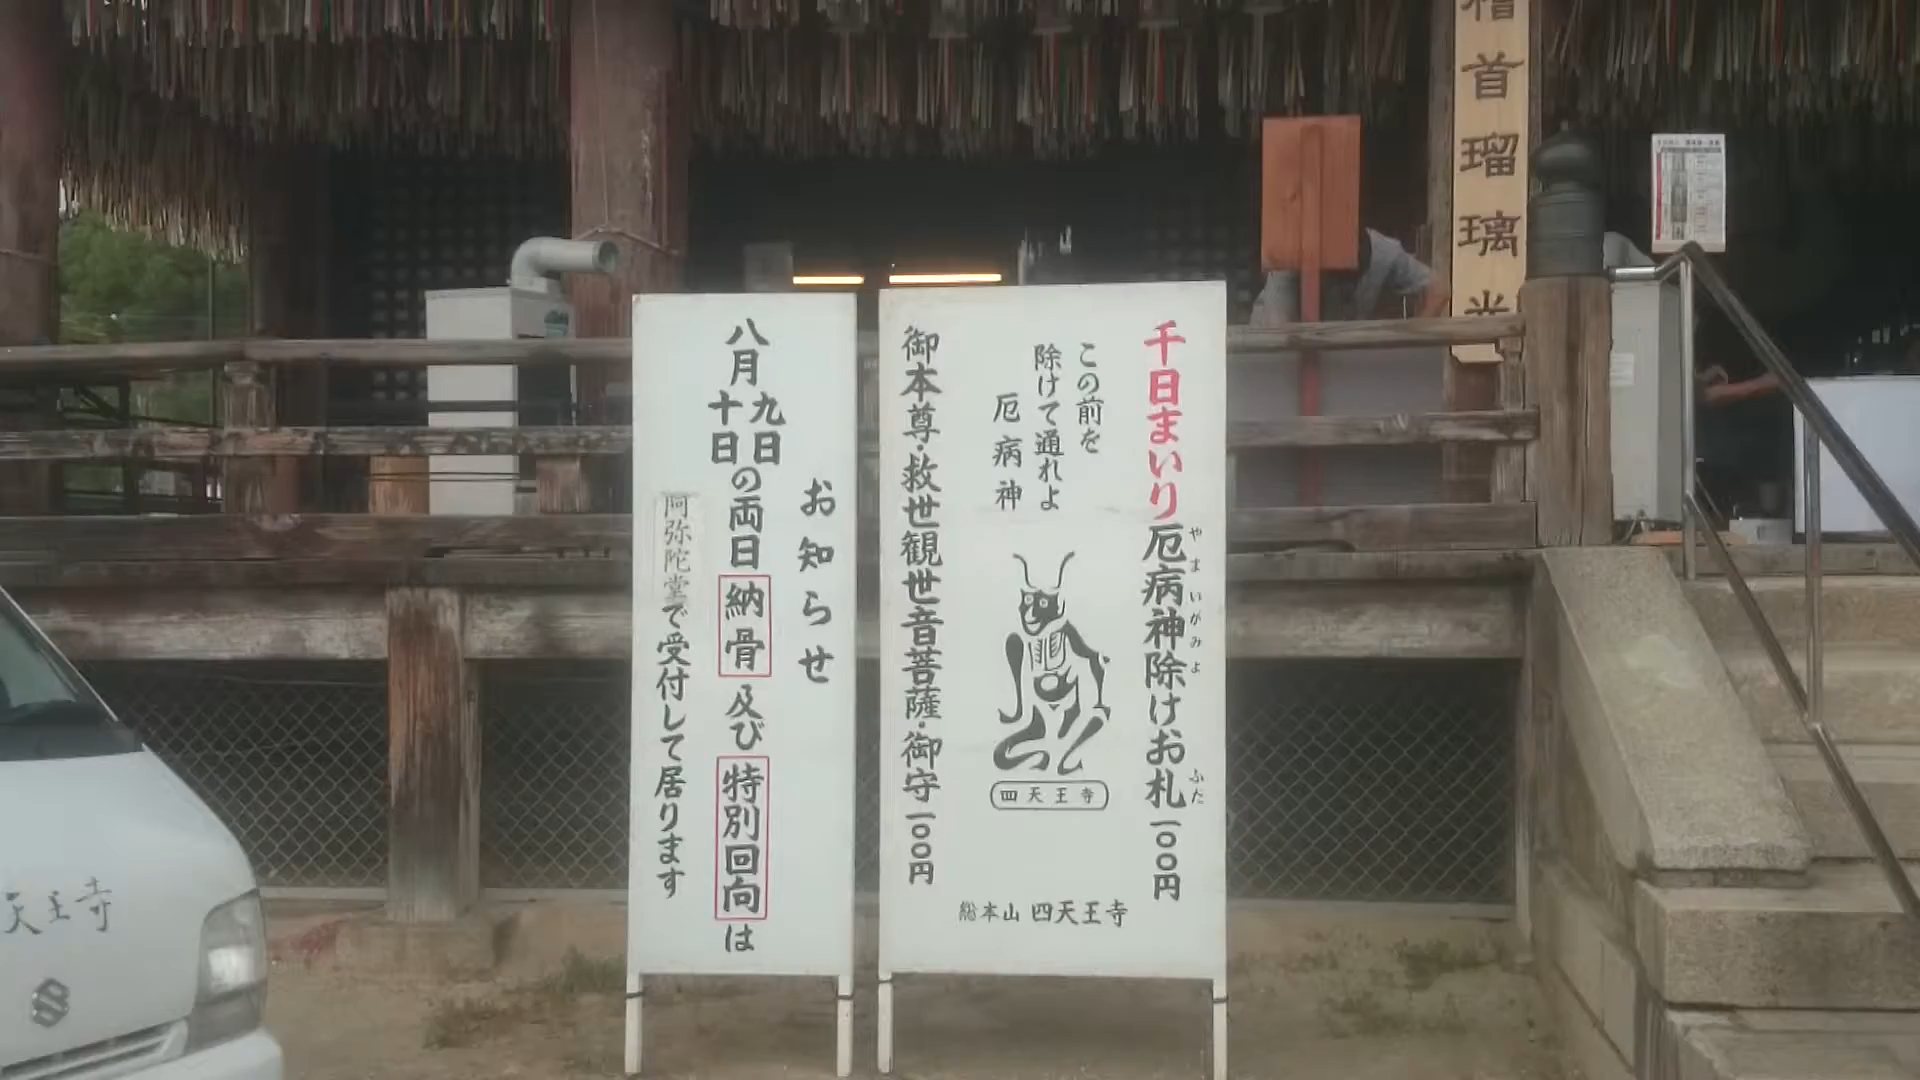 千日まいり厄病神除けお札一〇〇円
やまいがみよ
ふだ
この前を
除けて通れよ
厄病神
四天王寺
御本尊・救世観世音菩薩・御守一〇〇円
総本山 四天王寺
お知らせ
八月九日十日の両日納骨及び特別回向は
阿弥陀堂で受付して居ります
首瑠璃
天王寺